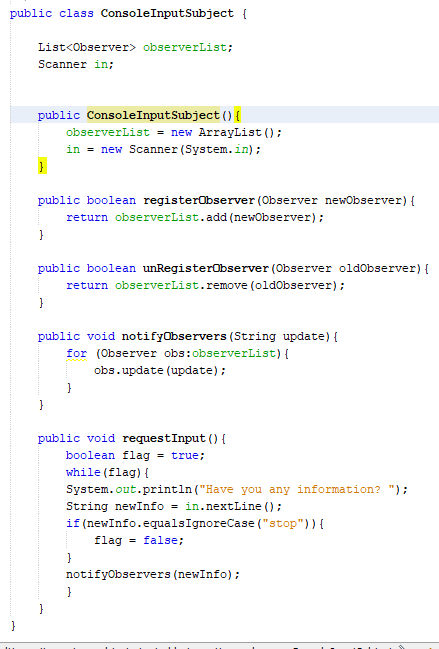 public class ConsoleInputSubject {
List<Observer> observerList;
Scanner in;
public ConsoleInputSubject(){
observerList = new ArrayList();
in = new Scanner(System.in);
}
public boolean registerObserver(Observer newObserver){
return observerList.add(newObserver);
}
public boolean unRegisterObserver(Observer oldObserver){
return observerList.remove(oldObserver);
}
public void notifyObservers(String update){
for (Observer obs:observerList){
obs.update(update);
}
}
public void requestInput(){
boolean flag = true;
while(flag){
System.out.println("Have you any information? ");
String newInfo = in.nextLine();
if(newInfo.equalsIgnoreCase("stop")){
flag = false;
}
notifyObservers(newInfo);
}
}
}